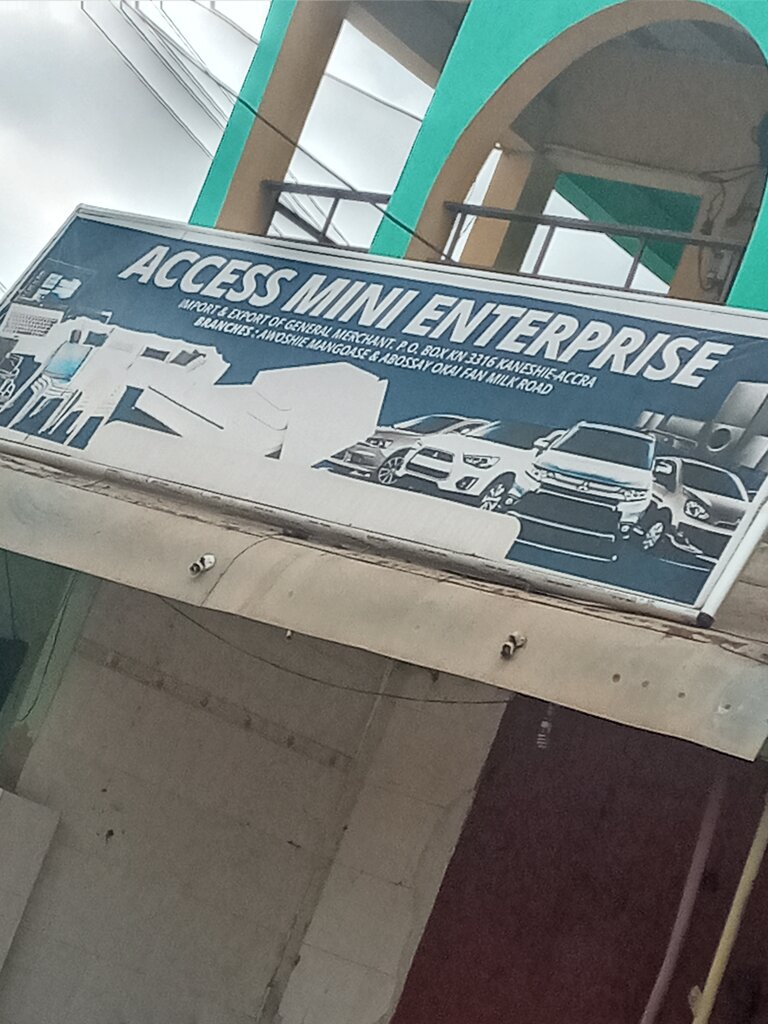 ACCESS MINI ENTERPRISE
IMPORT & EXPORT OF GENERAL MERCHANT. P.O. BOX KN 3316 KANESHIE-ACCRA
BRANCHES : AWOSHIE MANGOASE & ABOSSAY OKAI FAN MILK ROAD